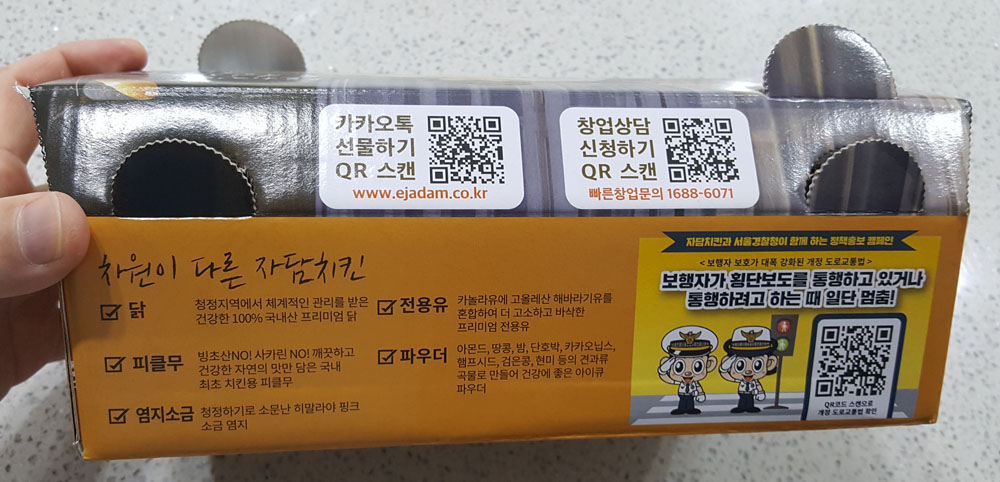 카카오톡
선물하기
QR 스캔
www.ejadam.co.kr
창업상담
신청하기
QR 스캔
빠른창업문의 1688-6071
차원이 다른 자담치킨
닭
청정지역에서 체계적인 관리를 받은
건강한 100% 국내산 프리미엄 닭
피클무
빙초산NO! 사카린 NO! 깨끗하고
건강한 자연의 맛만 담은 국내
최초 치킨용 피클무
염지소금
청정하기로 소문난 히말라야 핑크
소금 염지
전용유
카놀라유에 고올레산 해바라기유를
혼합하여 더 고소하고 바삭한
프리미엄 전용유
파우더
아몬드, 땅콩, 밤, 단호박, 카카오닙스,
햄프시드, 검은콩, 현미 등의 견과류
곡물로 만들어 건강에 좋은 아이큐
파우더
자담치킨과 서울경찰청이 함께 하는 정책홍보 캠페인
< 보행자 보호가 대폭 강화된 개정 도로교통법 >
보행자가 횡단보도를 통행하고 있거나
통행하려고 하는 때 일단 멈춤!
QR코드 스캔으로
개정 도로교통법 확인